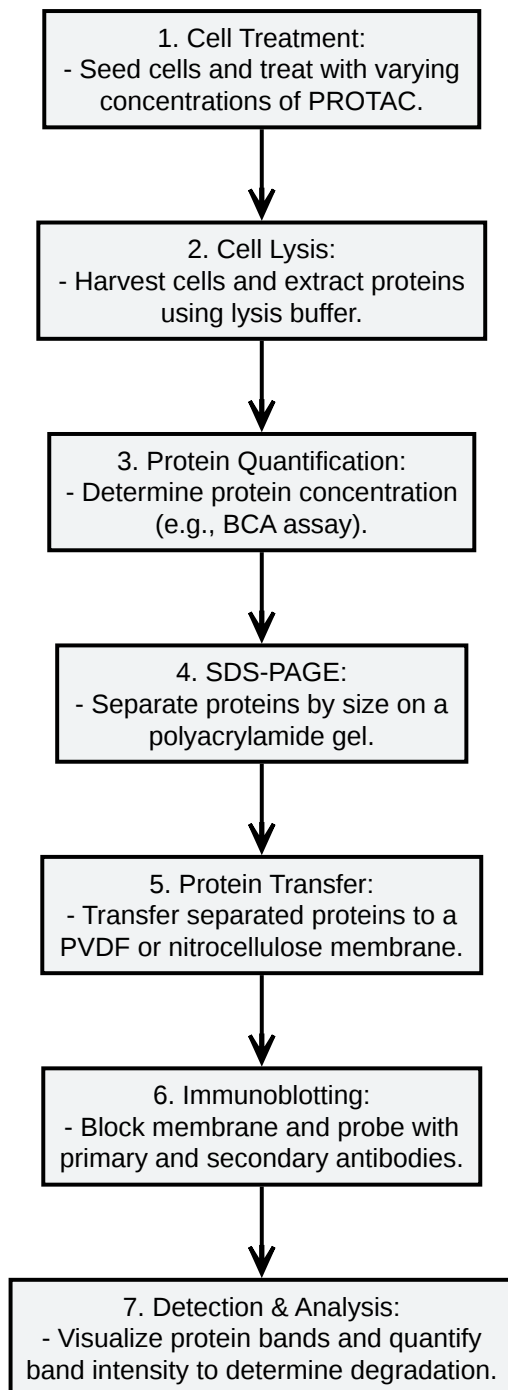 1. Cell Treatment:
- Seed cells and treat with varying
concentrations of PROTAC.
2. Cell Lysis:
- Harvest cells and extract proteins
using lysis buffer.
3. Protein Quantification:
- Determine protein concentration
(e.g., BCA assay).
4. SDS-PAGE:
- Separate proteins by size on a
polyacrylamide gel.
5. Protein Transfer:
- Transfer separated proteins to a
PVDF or nitrocellulose membrane.
6. Immunoblotting:
- Block membrane and probe with
primary and secondary antibodies.
7. Detection & Analysis:
- Visualize protein bands and quantify
band intensity to determine degradation.